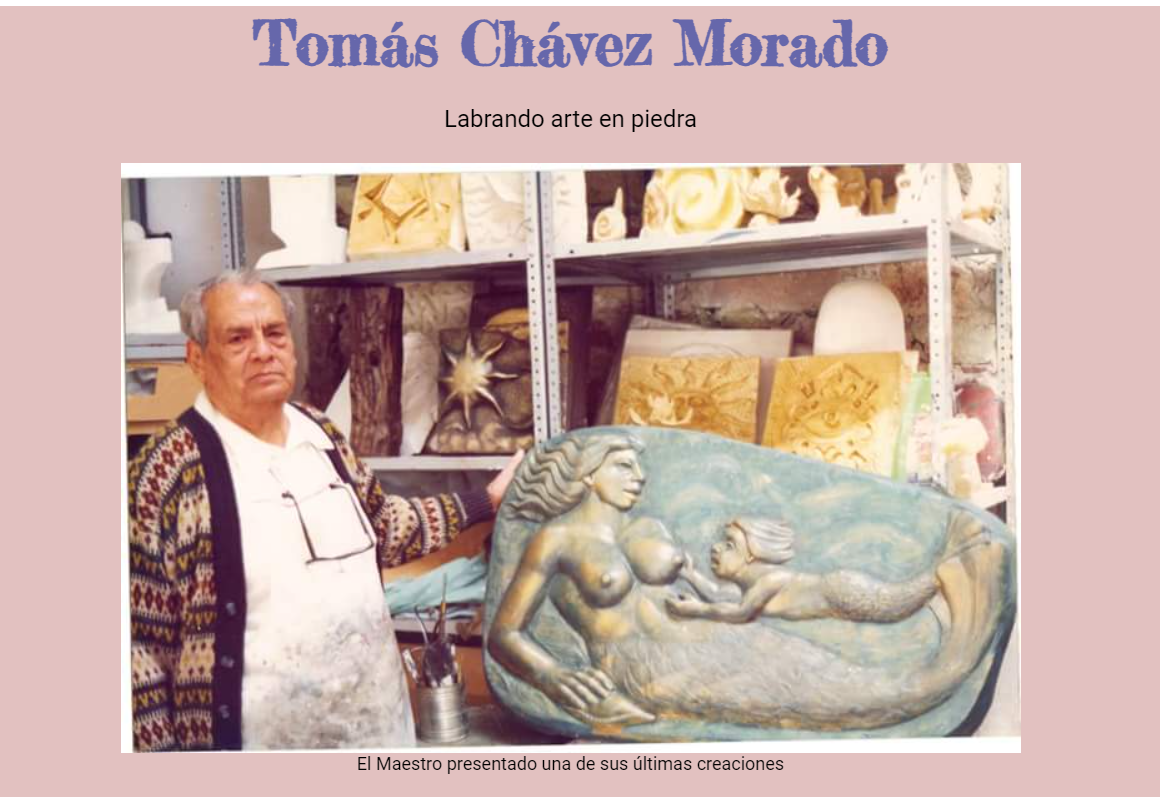 Tomás Chávez Morado
Labrando arte en piedra
El Maestro presentado una de sus últimas creaciones